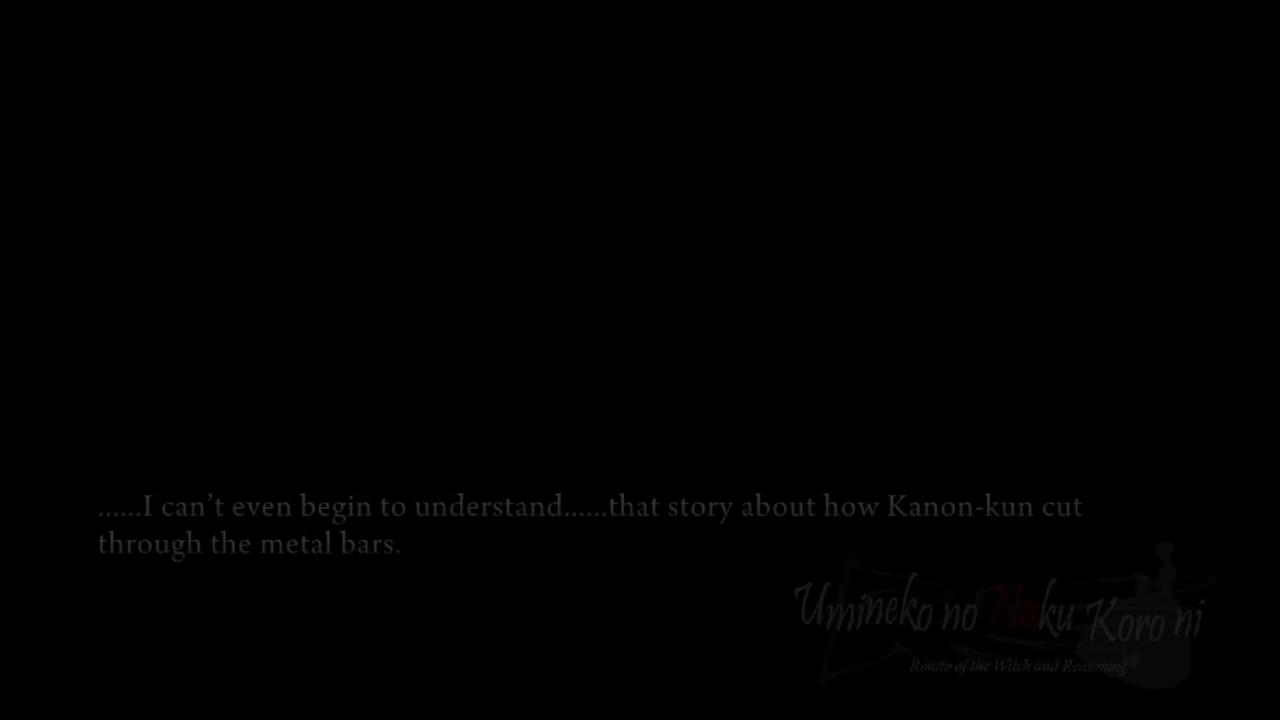 ......I can't even begin to understand......that story about how Kanon-kun cut
through the metal bars.
Umineko no Naku Koro ni
Rondo of the Witch and Reasoning